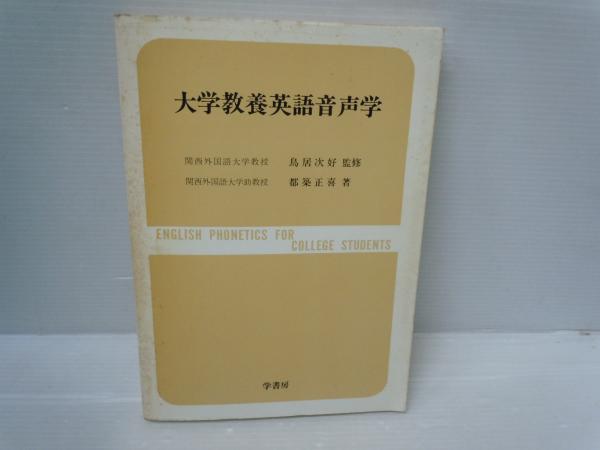 大学教養英語音声学
関西外国語大学教授 鳥居次好 監修
関西外国語大学助教授 都築正喜 著
ENGLISH PHONETICS FOR
COLLEGE STUDENTS
学書房